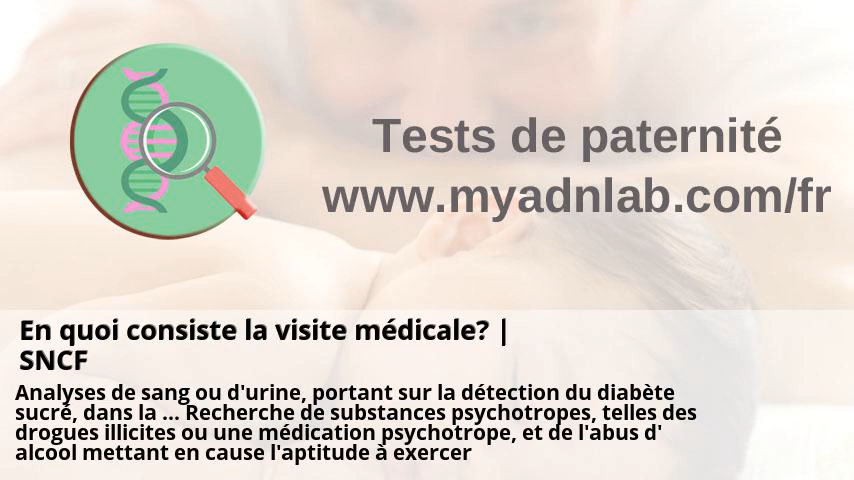 Tests de paternité
www.myadnlab.com/fr
En quoi consiste la visite médicale? |
SNCF
Analyses de sang ou d'urine, portant sur la détection du diabète
sucré, dans la ... Recherche de substances psychotropes, telles des
drogues illicites ou une médication psychotrope, et de l'abus d'
alcool mettant en cause l'aptitude à exercer